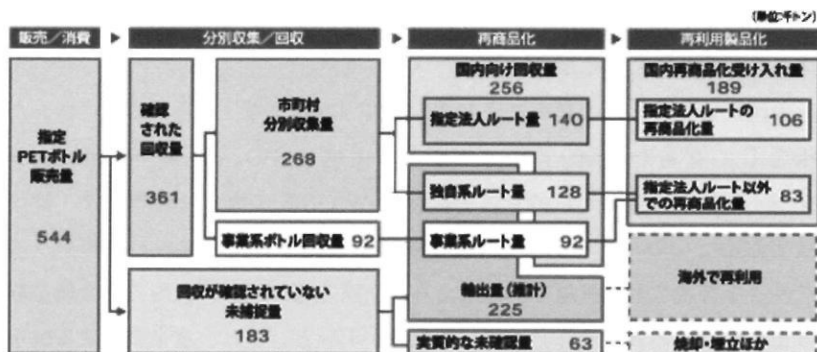 (単位:千トン)
販売／消費
分別収集／回収
再商品化
再利用製品化
指定
PETボトル
販売量
544
確認
された
回収量
361
市町村
分別収集量
268
事業系ボトル回収量 92
回収が確認されていない
未捕捉量
183
国内向け回収量
256
指定法人ルート量 140
独自系ルート量 128
事業系ルート量 92
輸出量(推計)
225
実質的な未確認量 63
国内再商品化受け入れ量
189
指定法人ルートの
再商品化量
106
指定法人ルート以外
での再商品化量
83
海外で再利用
焼却・埋立ほか